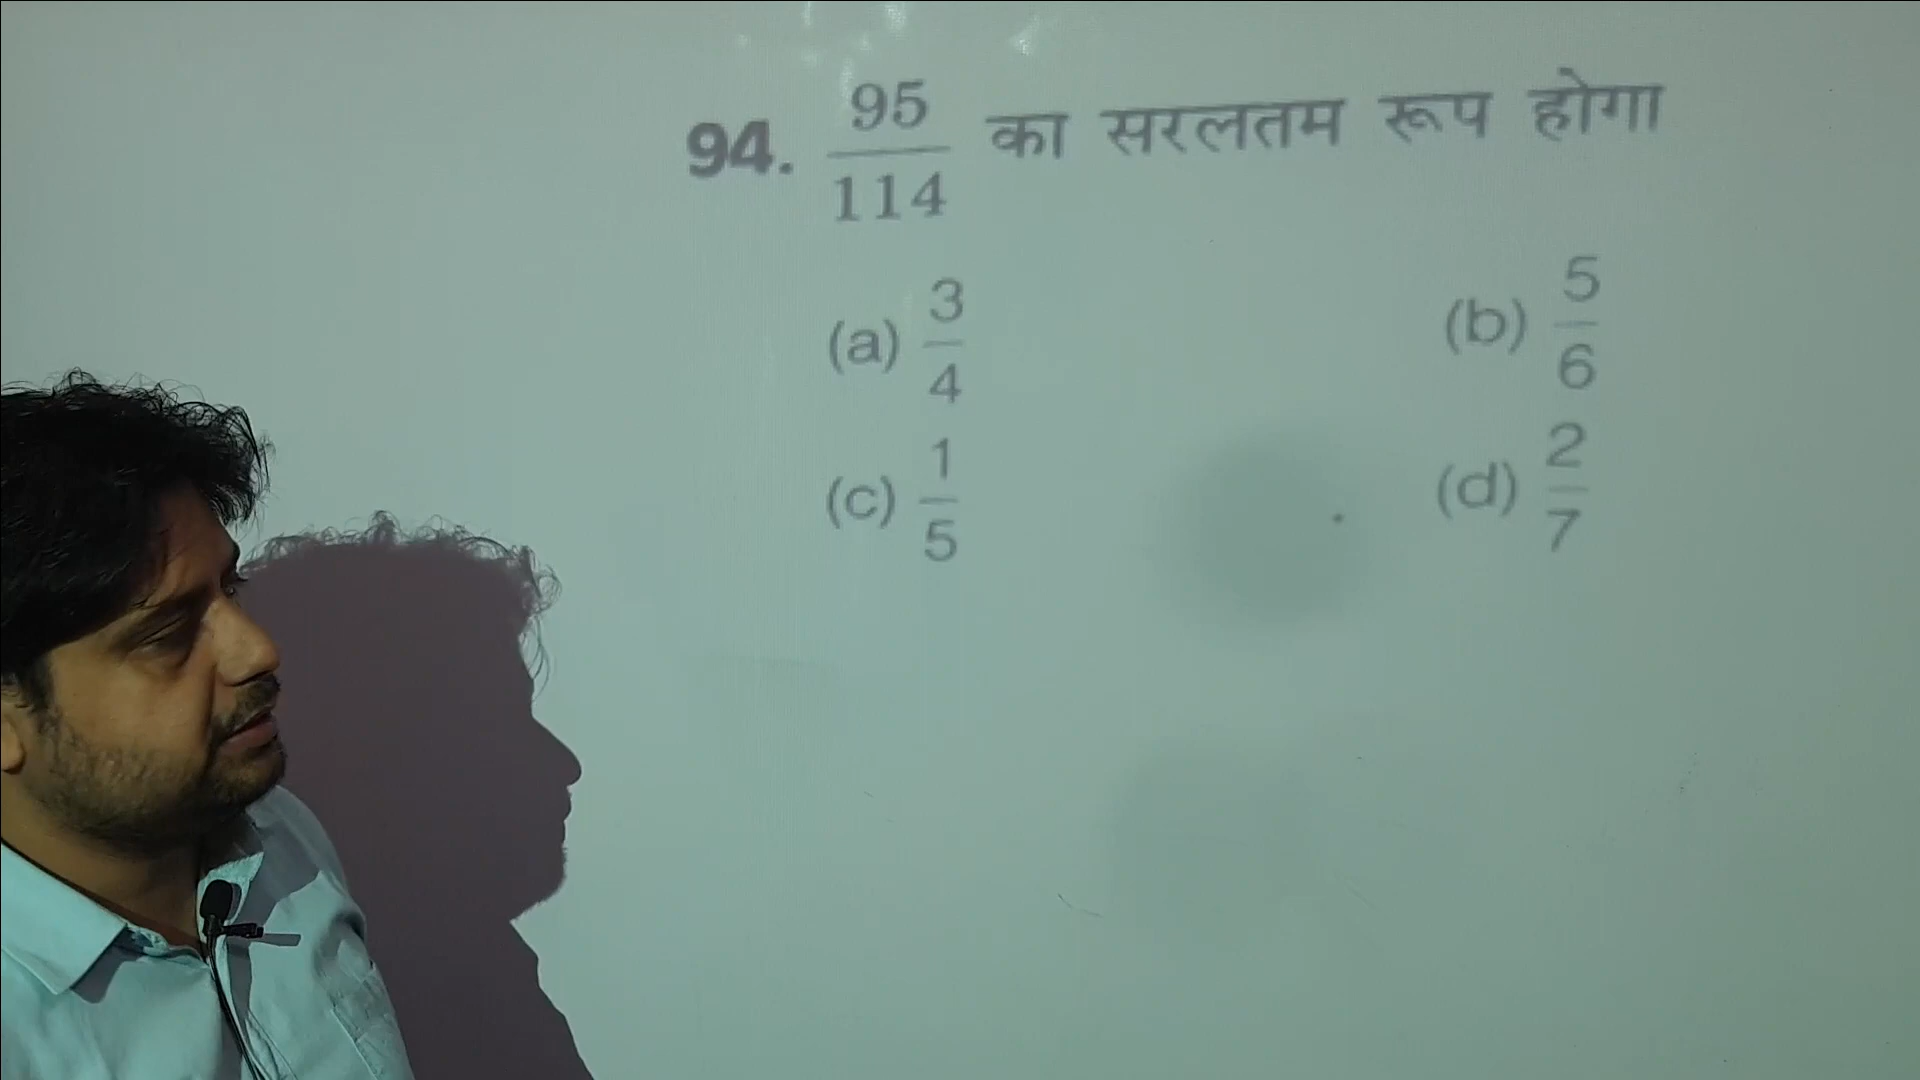 94. 95/114 का सरलतम रूप होगा
(a) 3/4 (b) 5/6
(c) 1/5 (d) 2/7